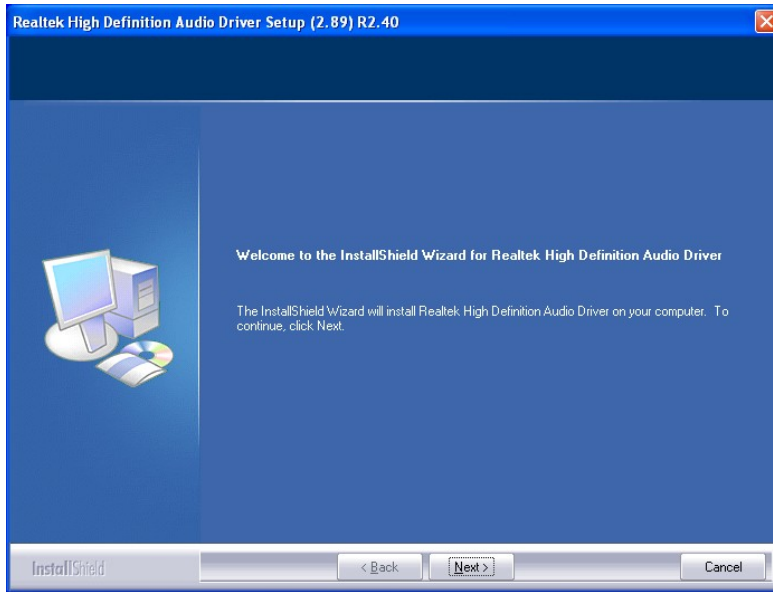 Realtek High Definition Audio Driver Setup (2.89) R2.40
Welcome to the InstallShield Wizard for Realtek High Definition Audio Driver
The InstallShield Wizard will install Realtek High Definition Audio Driver on your computer. To
continue, click Next.
InstallShield
< Back
Next >
Cancel